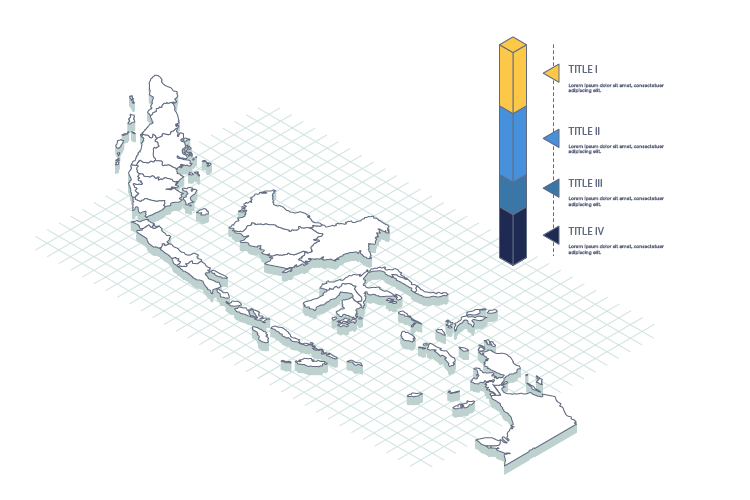 TITLE I
Lorem ipsum dolor sit amet, consectetuer
adipiscing elit.
TITLE II
Lorem ipsum dolor sit amet, consectetuer
adipiscing elit.
TITLE III
Lorem ipsum dolor sit amet, consectetuer
adipiscing elit.
TITLE IV
Lorem ipsum dolor sit amet, consectetuer
adipiscing elit.